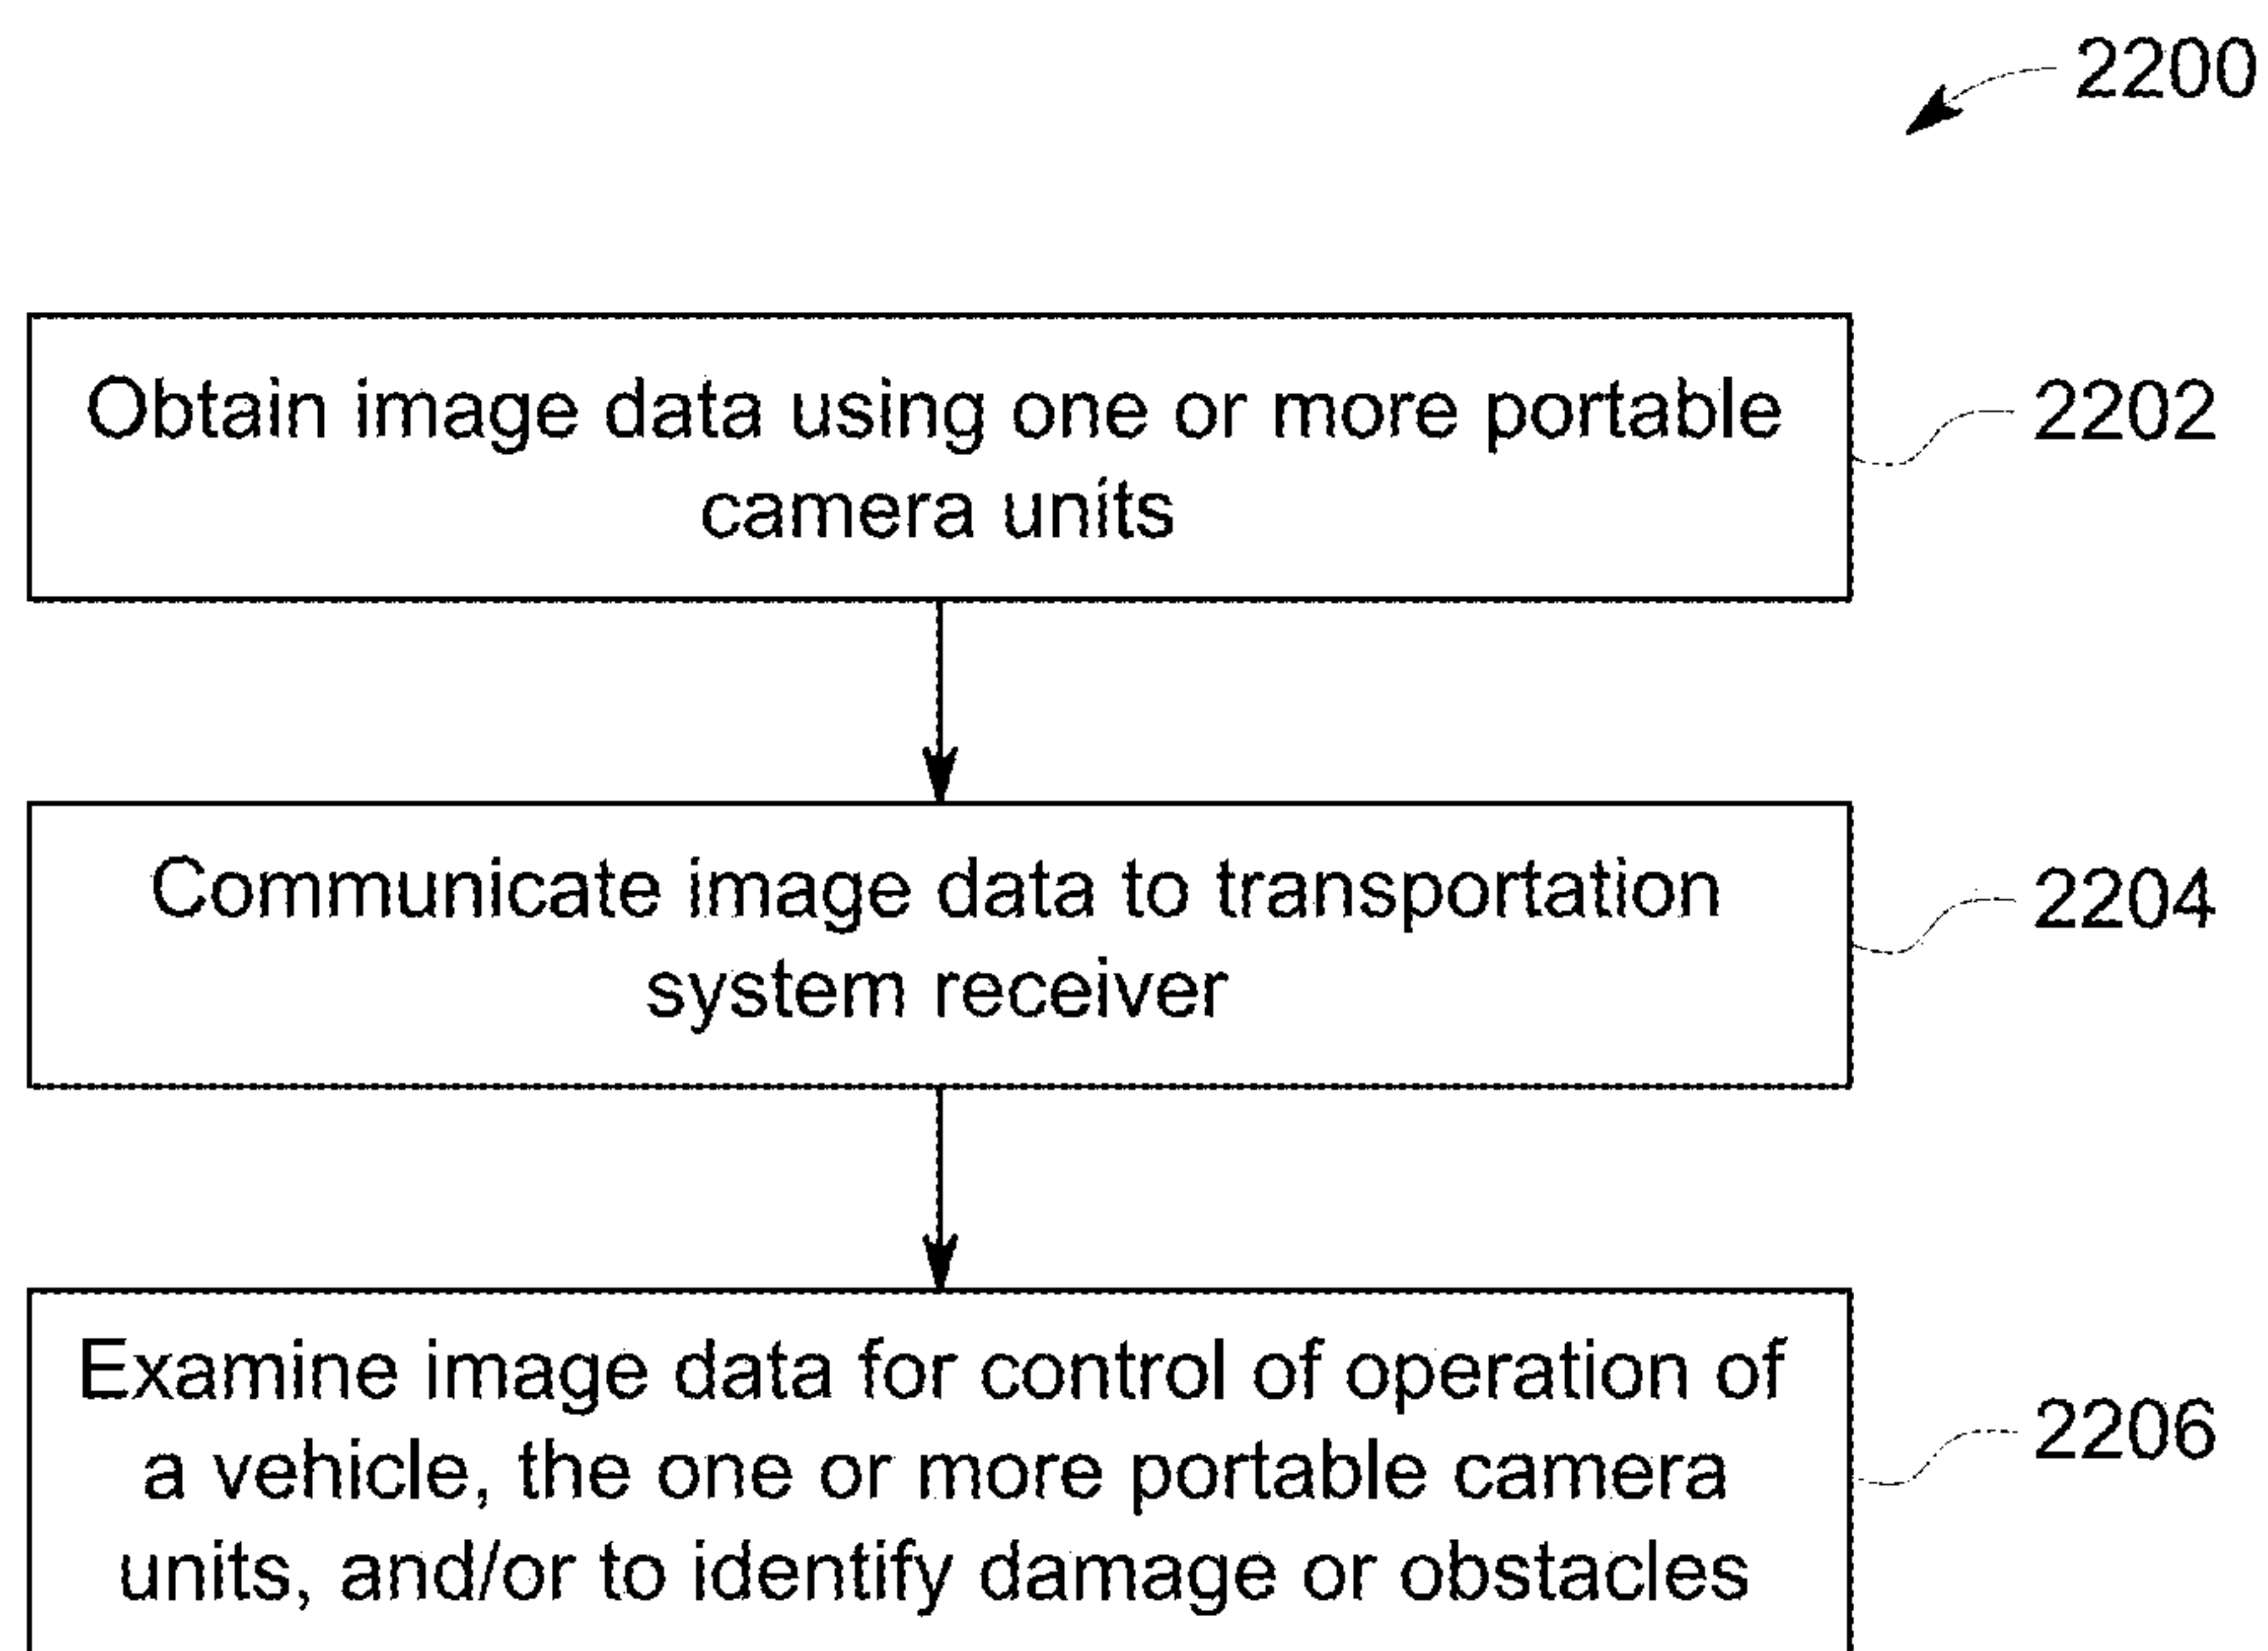 2200
Obtain image data using one or more portable
camera units
2202
Communicate image data to transportation
system receiver
2204
Examine image data for control of operation of
a vehicle, the one or more portable camera
units, and/or to identify damage or obstacles
2206